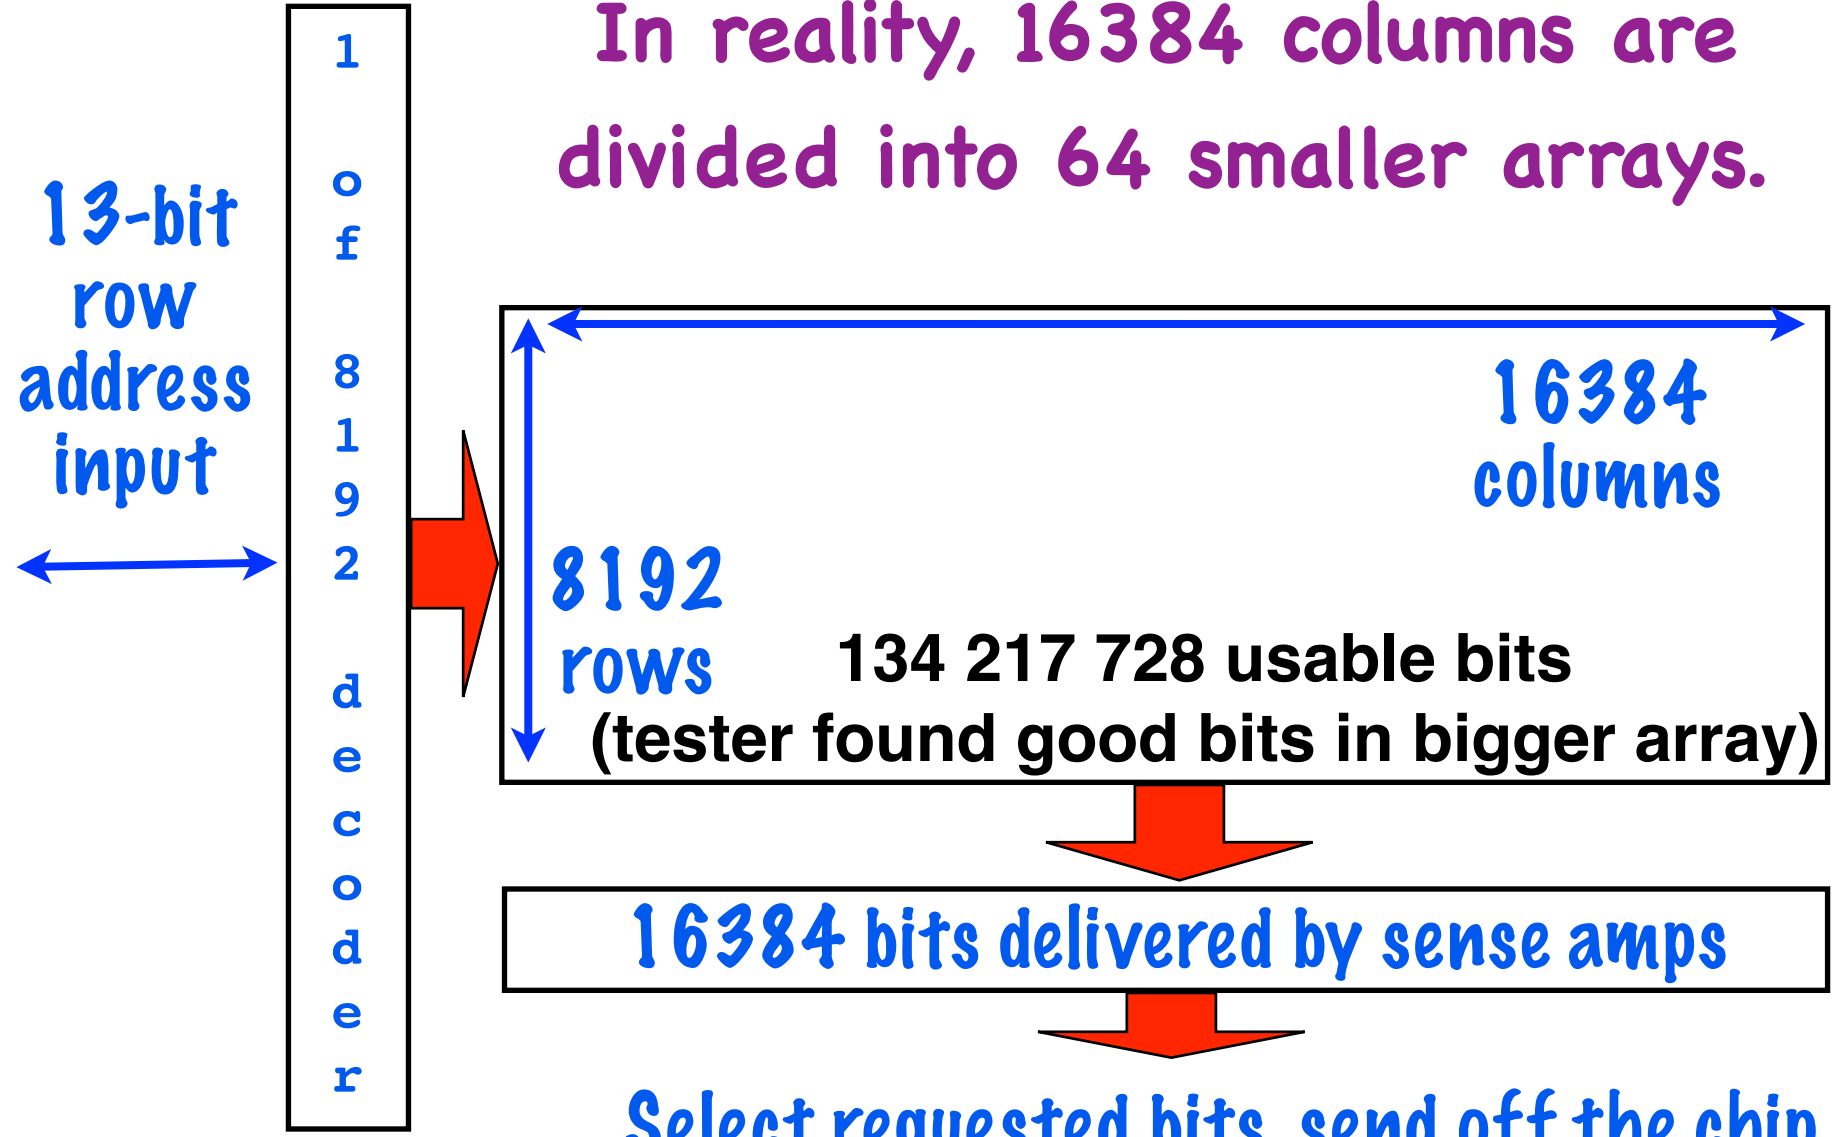 In reality, 16384 columns are
divided into 64 smaller arrays.
13-bit
row
address
input
1 of 8192 decoder
16384
columns
8192
rows
134 217 728 usable bits
(tester found good bits in bigger array)
16384 bits delivered by sense amps
Select requested bits, send off the chip